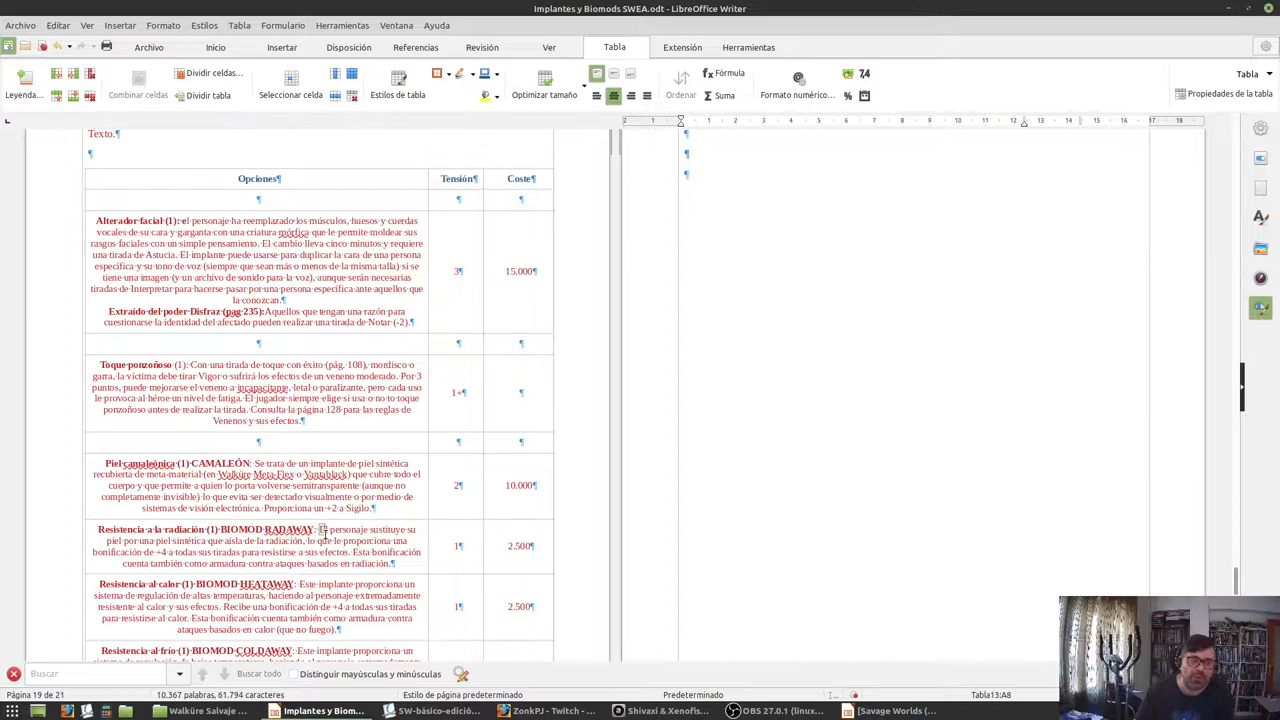 Implantes y Biomods SWEA.odt - LibreOffice Writer
Archivo Editar Ver Insertar Formato Estilos Tabla Formulario Herramientas Ventana Ayuda
Archivo Inicio Insertar Disposición Referencias Revisión Ver Tabla Extensión Herramientas
Leyenda... Combinar celdas Dividir celdas... Dividir tabla Seleccionar celda Estilos de tabla Optimizar tamaño Ordenar Fórmula Suma Formato numérico... Tabla Propiedades de la tabla
Texto.¶
Opciones¶ Tensión¶ Coste¶
Alterador facial (1): el personaje ha reemplazado los músculos, huesos y cuerdas
vocales de su cara y garganta con una criatura mórfica que le permite moldear sus
rasgos faciales con un simple pensamiento. El cambio lleva cinco minutos y requiere
una tirada de Astucia. El implante puede usarse para duplicar la cara de una persona
específica y su tono de voz (siempre que sean más o menos de la misma talla) si se
tiene una imagen (y un archivo de sonido para la voz), aunque serán necesarias
tiradas de Interpretar para hacerse pasar por una persona específica ante aquellos que
la conozcan.¶
Extraído del poder Disfraz (pag 235):Aquellos que tengan una razón para
cuestionarse la identidad del afectado pueden realizar una tirada de Notar (-2).¶
3¶ 15.000¶
Toque ponzoñoso (1): Con una tirada de toque con éxito (pág. 108), mordisco o
garra, la víctima debe tirar Vigor o sufrirá los efectos de un veneno moderado. Por 3
puntos, puede mejorarse el veneno a incapacitante, letal o paralizante, pero cada uso
le provoca al héroe un nivel de fatiga. El jugador siempre elige si usa o no to toque
ponzoñoso antes de realizar la tirada. Consulta la página 128 para las reglas de
Venenos y sus efectos.¶
1+¶
Piel camaleónica (1) CAMALEÓN: Se trata de un implante de piel sintética
recubierta de meta-material (en Walküre Meta-Flex o Vantablack) que cubre todo el
cuerpo y que permite a quien lo porta volverse semitransparente (aunque no
completamente invisible) lo que evita ser detectado visualmente o por medio de
sistemas de visión electrónica. Proporciona un +2 a Sigilo.¶
2¶ 10.000¶
Resistencia a la radiación (1) BIOMOD RADAWAY: El personaje sustituye su
piel por una piel sintética que aísla de la radiación, lo que le proporciona una
bonificación de +4 a todas sus tiradas para resistirse a sus efectos. Esta bonificación
cuenta también como armadura contra ataques basados en radiación.¶
1¶ 2.500¶
Resistencia al calor (1) BIOMOD HEATAWAY: Este implante proporciona un
sistema de regulación de altas temperaturas, haciendo al personaje extremadamente
resistente al calor y sus efectos. Recibe una bonificación de +4 a todas sus tiradas
para resistirse al calor. Esta bonificación cuenta también como armadura contra
ataques basados en calor (que no fuego).¶
1¶ 2.500¶
Resistencia al frío (1) BIOMOD COLDAWAY: Este implante proporciona un
Buscar Buscar todo Distinguir mayúsculas y minúsculas
Página 19 de 21 10.367 palabras, 61.794 caracteres Estilo de página predeterminado Predeterminado Tabla13:A8
Walküre Salvaje Implantes y Biom... SW-básico-edició... ZonkPJ - Twitch - ... Shivaxi & Xenofis... OBS 27.0.1 (linux)... [Savage Worlds (...